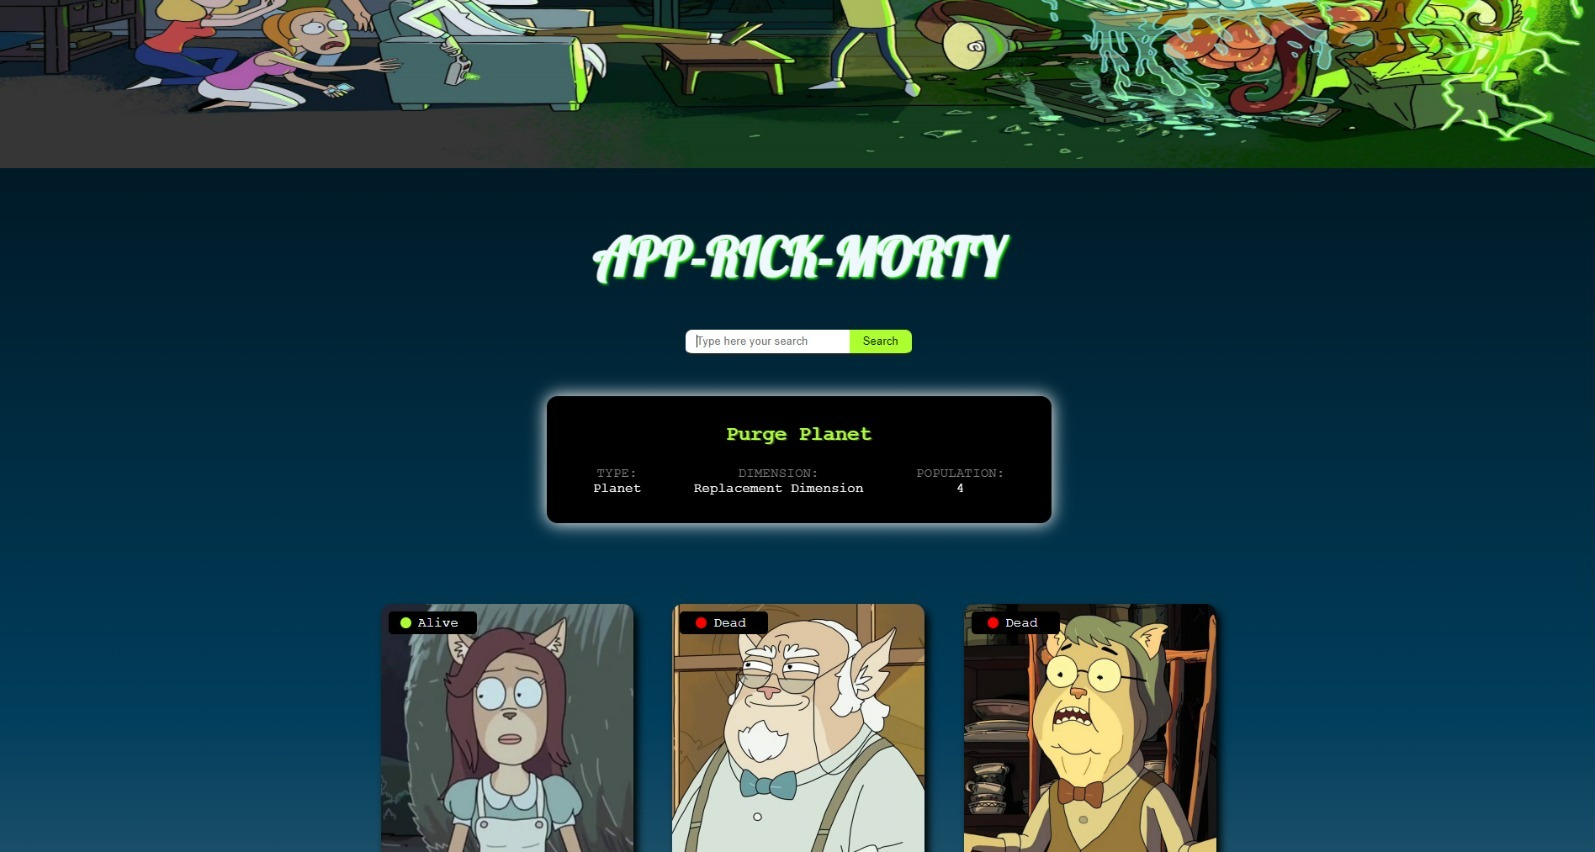 APP-RICK-MORTY
Type here your search
Search
Purge Planet
TYPE: DIMENSION: POPULATION:
Planet Replacement Dimension 4
Alive
Dead
Dead